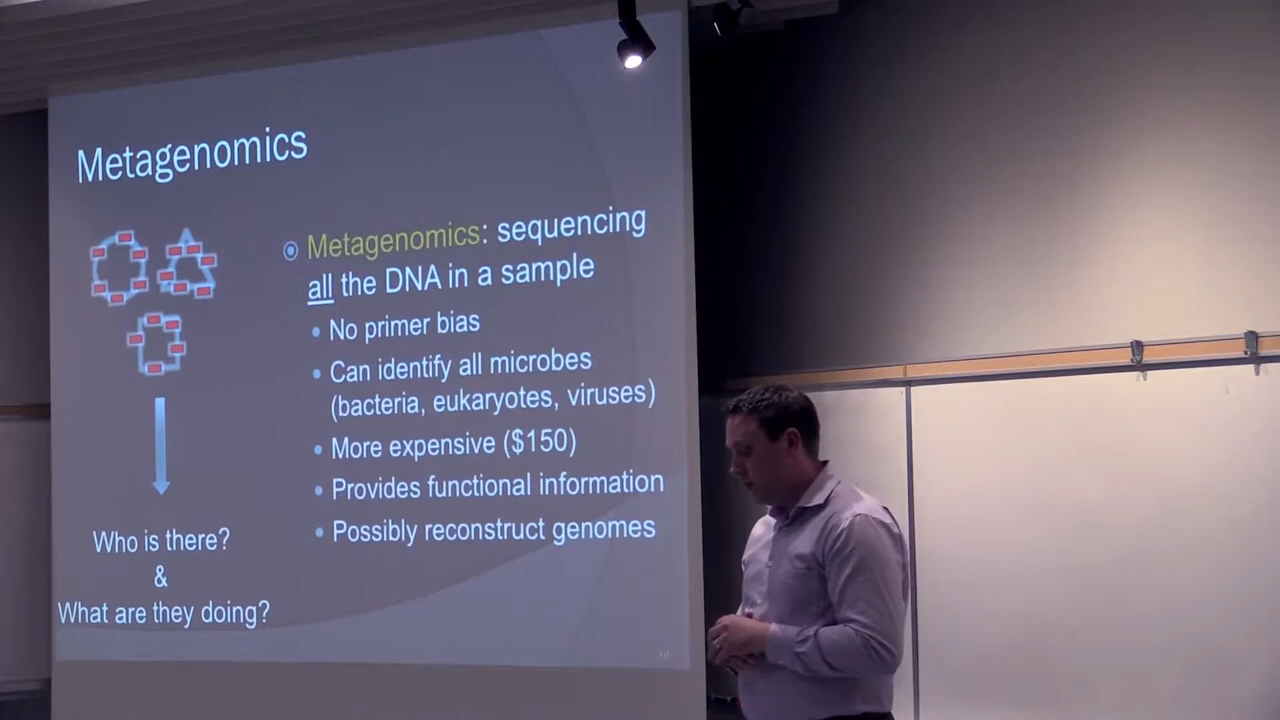 Metagenomics
Metagenomics: sequencing
all the DNA in a sample
No primer bias
Can identify all microbes
(bacteria, eukaryotes, viruses)
More expensive ($150)
Provides functional information
Possibly reconstruct genomes
Who is there?
&
What are they doing?
10